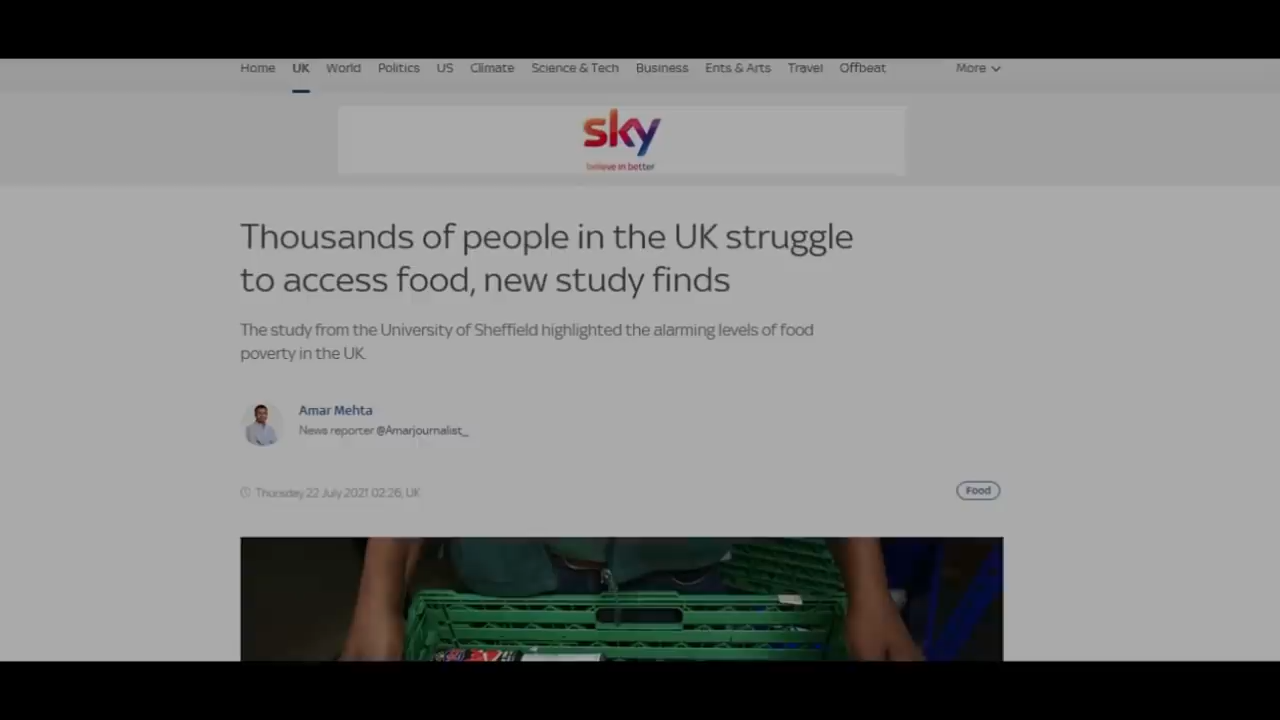 Home UK World Politics US Climate Science & Tech Business Ents & Arts Travel Offbeat More
sky
believe in better
Thousands of people in the UK struggle
to access food, new study finds
The study from the University of Sheffield highlighted the alarming levels of food
poverty in the UK.
Amar Mehta
News reporter @Amarjournalist_
Thursday 22 July 2021 02:26, UK
Food